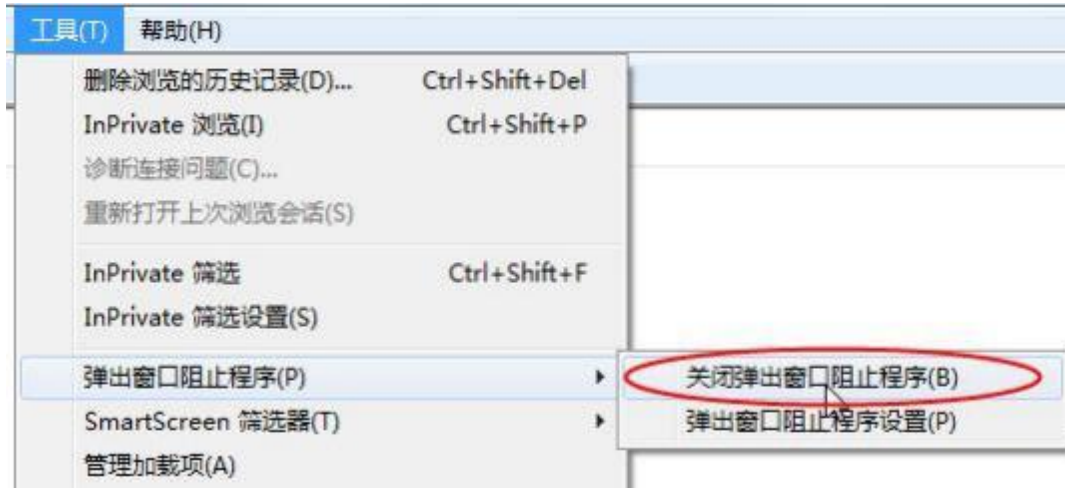 工具(T) 帮助(H)
删除浏览的历史记录(D)... Ctrl+Shift+Del
InPrivate 浏览(I) Ctrl+Shift+P
诊断连接问题(C)...
重新打开上次浏览会话(S)
InPrivate 筛选 Ctrl+Shift+F
InPrivate 筛选设置(S)
弹出窗口阻止程序(P)
关闭弹出窗口阻止程序(B)
SmartScreen 筛选器(T)
弹出窗口阻止程序设置(P)
管理加载项(A)